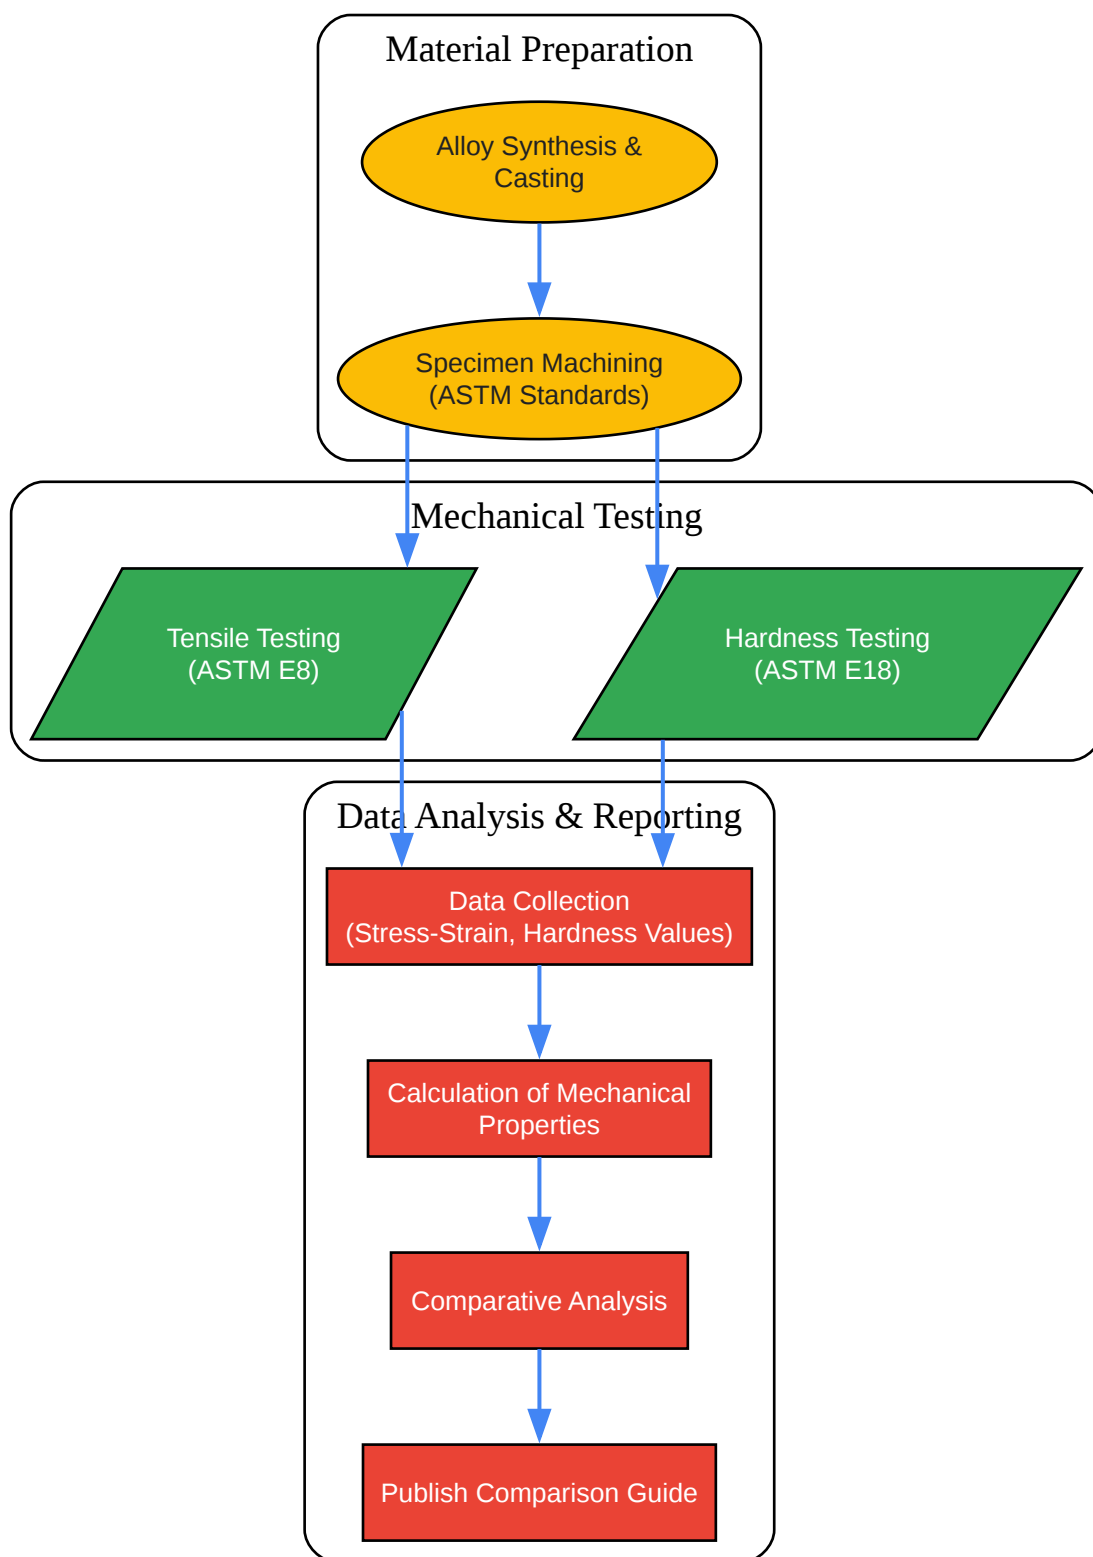 Material Preparation
Alloy Synthesis &
Casting
Specimen Machining
(ASTM Standards)
Mechanical Testing
Tensile Testing
(ASTM E8)
Hardness Testing
(ASTM E18)
Data Analysis & Reporting
Data Collection
(Stress-Strain, Hardness Values)
Calculation of Mechanical
Properties
Comparative Analysis
Publish Comparison Guide